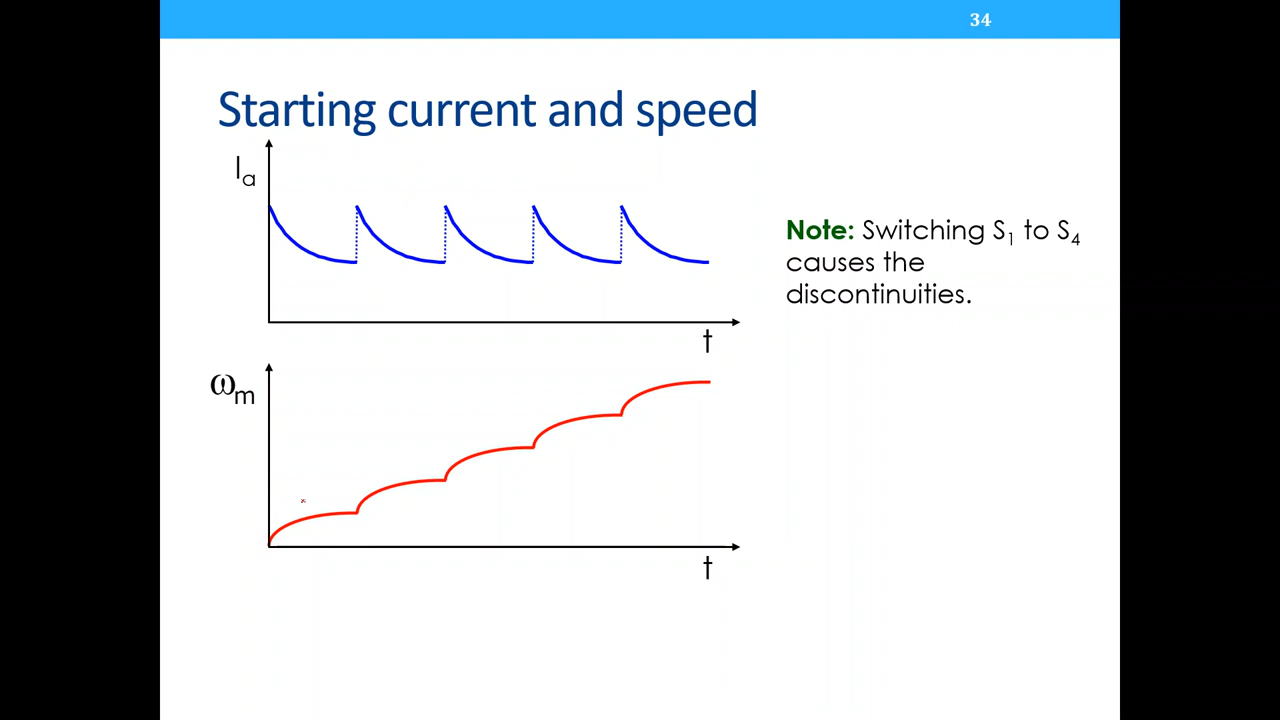 34
Starting current and speed
Iₐ
Note: Switching S₁ to S₄
causes the
discontinuities.
t
ωₘ
t